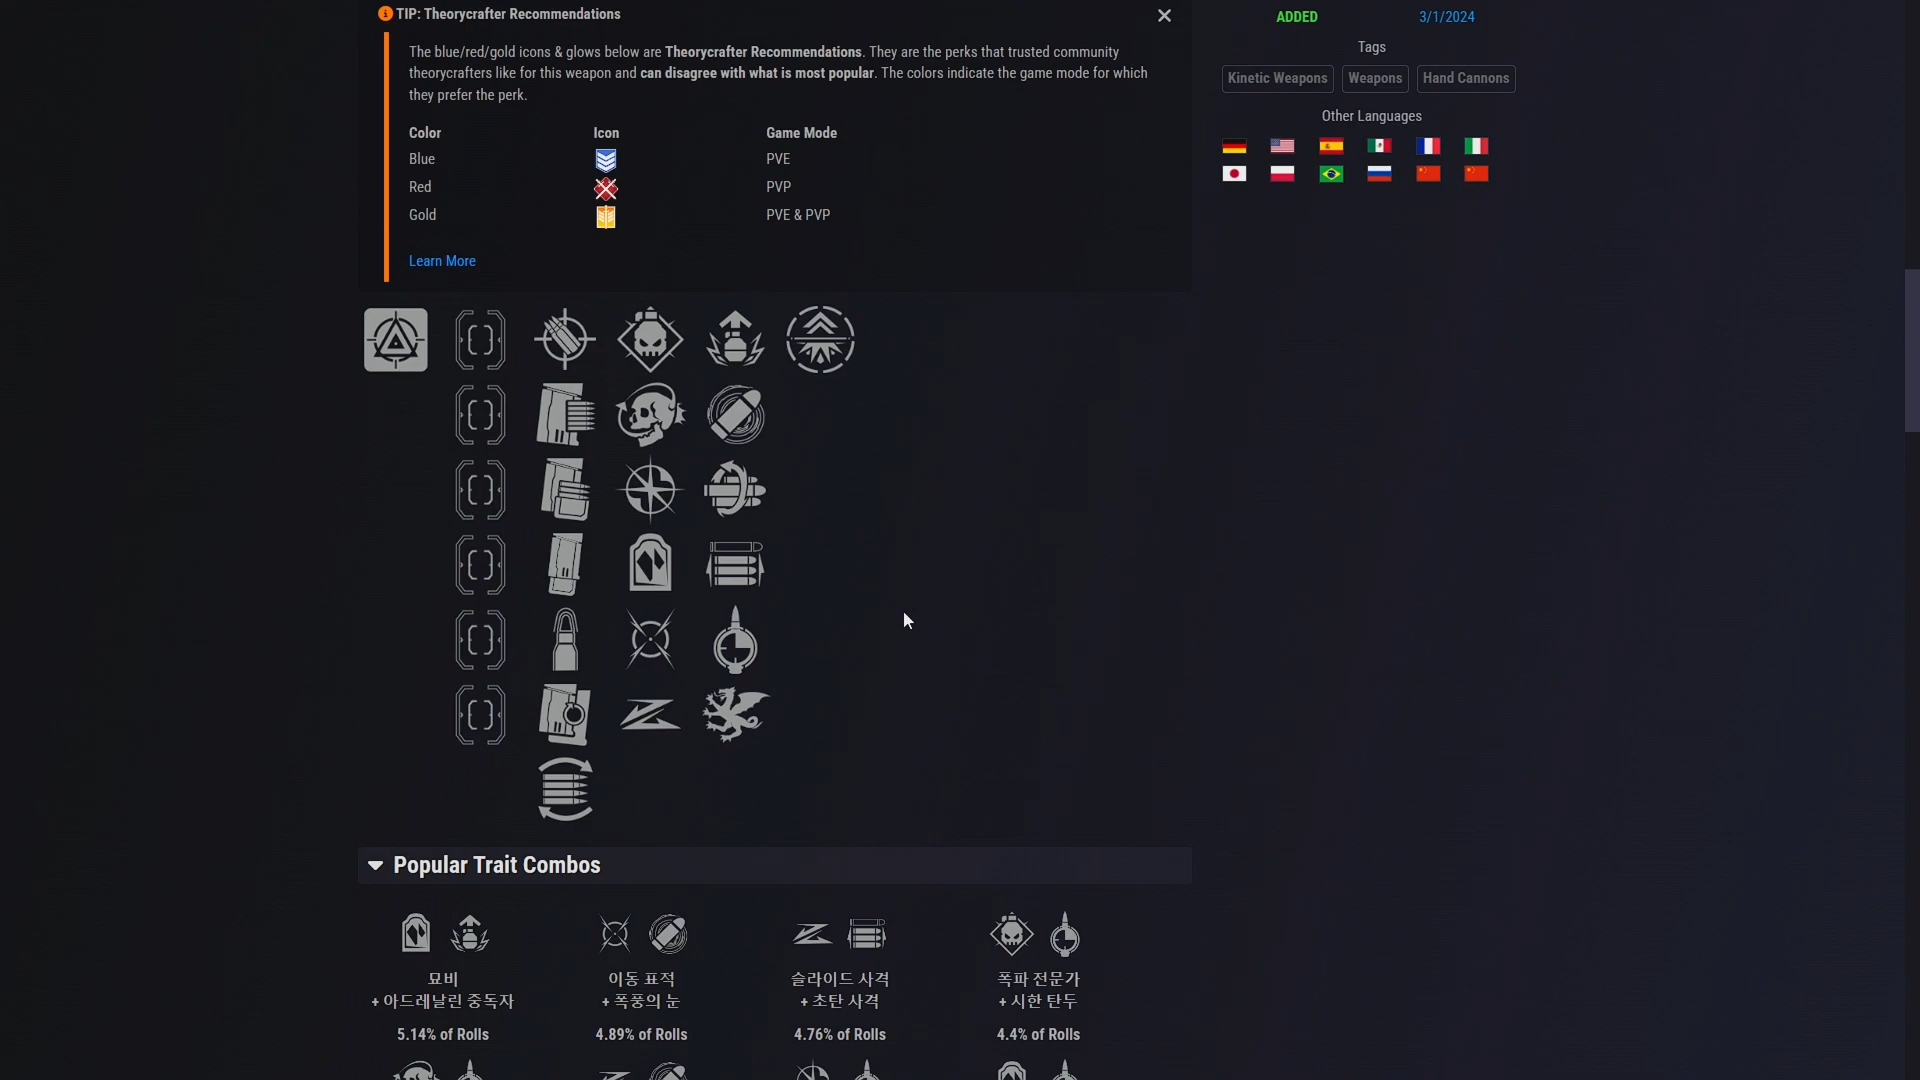 TIP: Theorycrafter Recommendations
The blue/red/gold icons & glows below are Theorycrafter Recommendations. They are the perks that trusted community
theorycrafters like for this weapon and can disagree with what is most popular. The colors indicate the game mode for which
they prefer the perk.
Color Icon Game Mode
Blue PVE
Red PVP
Gold PVE & PVP
Learn More
ADDED 3/1/2024
Tags
Kinetic Weapons Weapons Hand Cannons
Other Languages
Popular Trait Combos
묘비
+ 아드레날린 중독자
5.14% of Rolls
이동 표적
+ 폭풍의 눈
4.89% of Rolls
슬라이드 사격
+ 초탄 사격
4.76% of Rolls
폭파 전문가
+ 시한 탄두
4.4% of Rolls